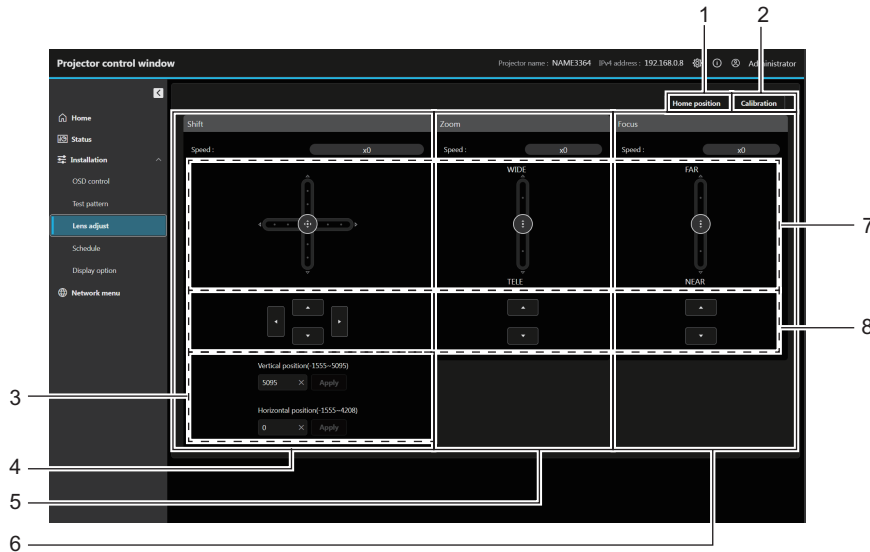 1 2
Projector control window
Projector name : NAME3364 IPv4 address : 192.168.0.8 Administrator
Home position Calibration
Home
Status
Installation
OSD control
Test pattern
Lens adjust
Schedule
Display option
Network menu
Shift Zoom Focus
Speed : x0 Speed : x0 Speed : x0
WIDE FAR
TELE NEAR
7
8
Vertical position(-1555~5095)
5095 × Apply
Horizontal position(-1555~4208)
0 × Apply
3
4
5
6